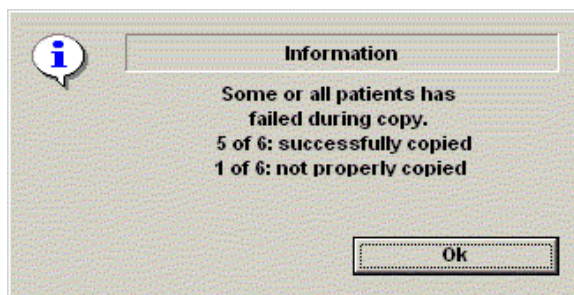 Information
Some or all patients has
failed during copy.
5 of 6: successfully copied
1 of 6: not properly copied
Ok